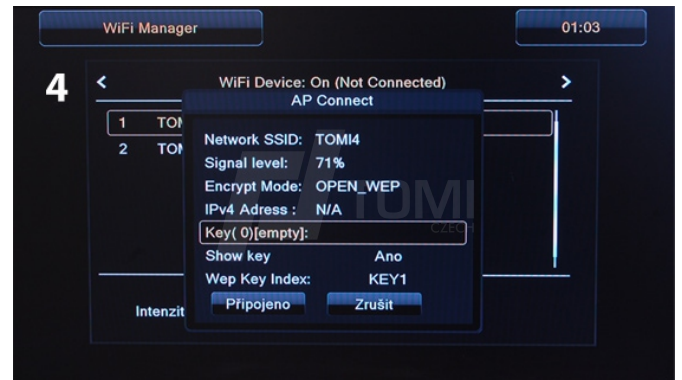 WiFi Manager
01:03
4
< WiFi Device: On (Not Connected) >
AP Connect
1 TOM
2 TOM
Network SSID: TOMI4
Signal level: 71%
Encrypt Mode: OPEN_WEP
IPv4 Adress : N/A
TOMI
CZECH
Key( 0)[empty]:
Show key Ano
Wep Key Index: KEY1
Připojeno Zrušit
Intenzit